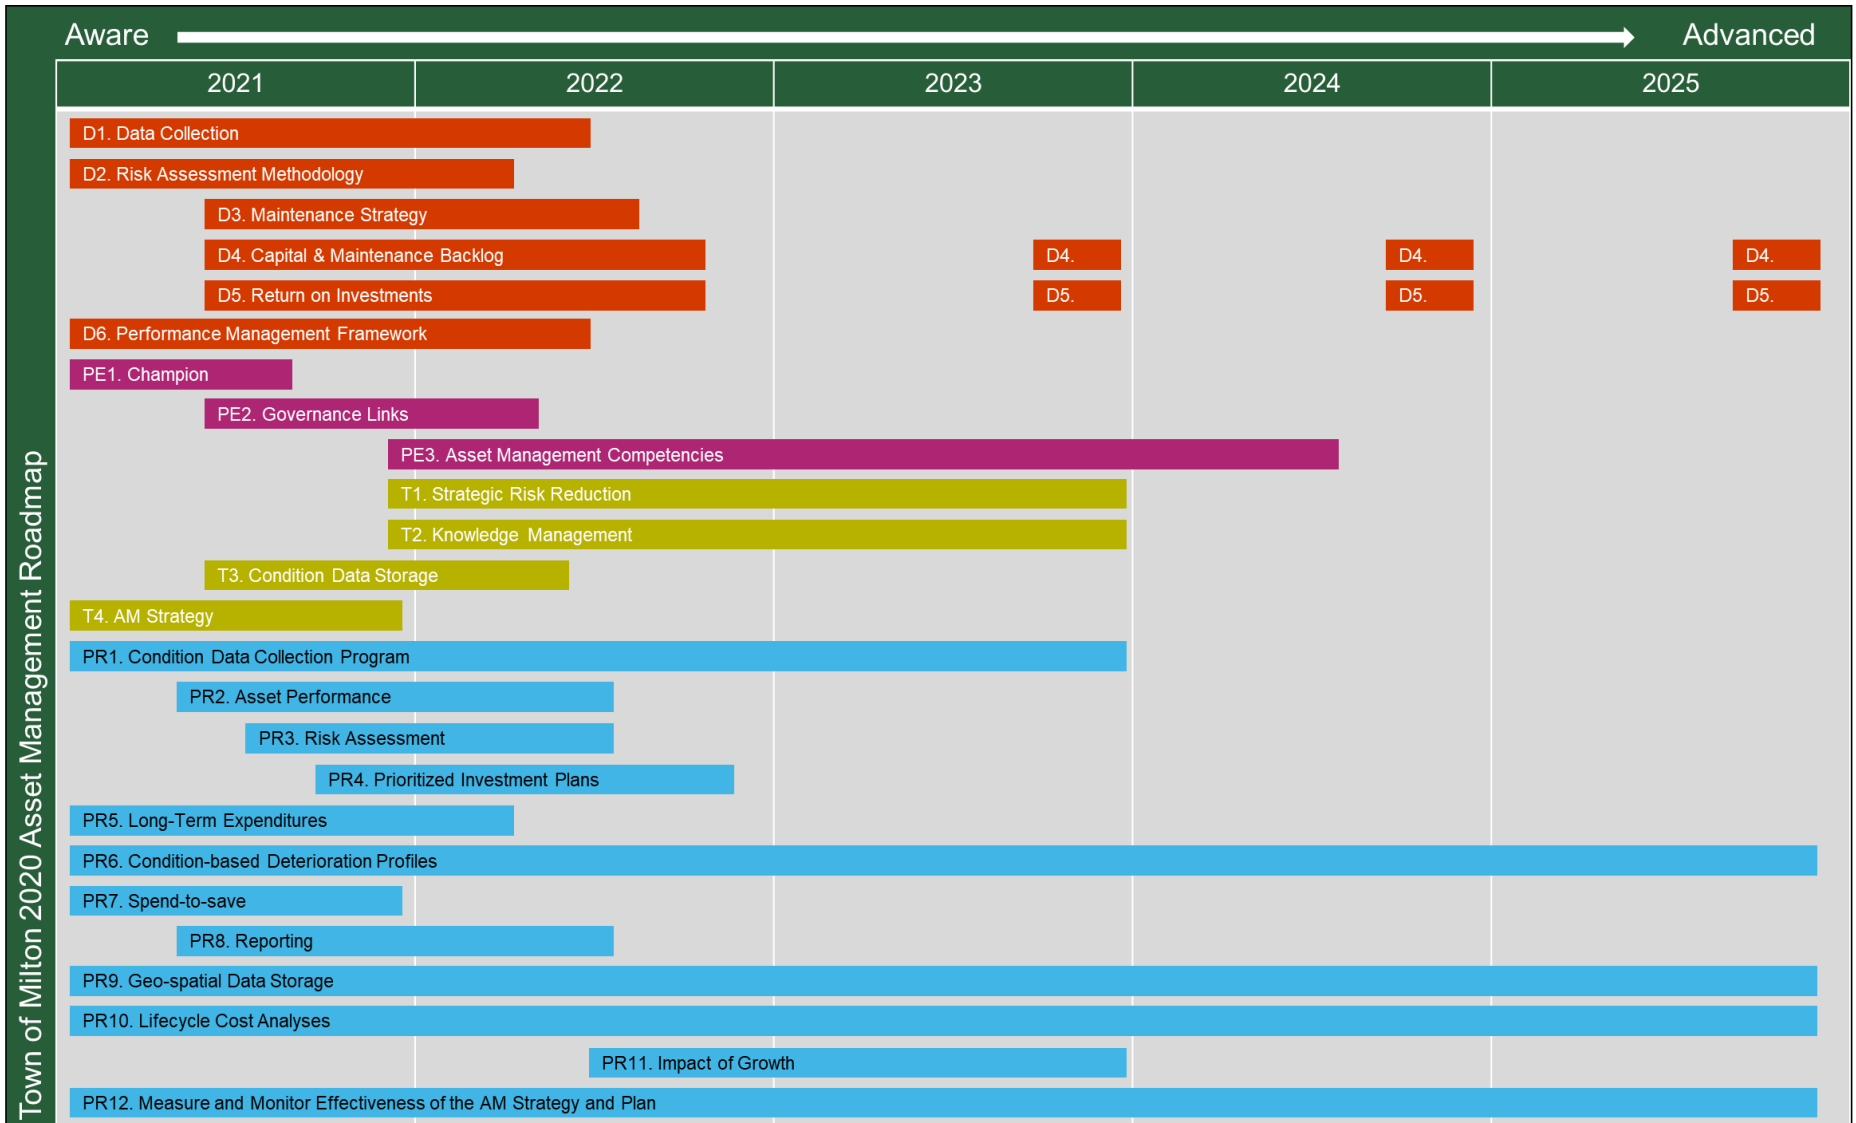 Aware
Advanced
2021
2022
2023
2024
2025
D1. Data Collection
D2. Risk Assessment Methodology
D3. Maintenance Strategy
D4. Capital & Maintenance Backlog
D4.
D4.
D4.
D5. Return on Investments
D5.
D5.
D5.
D6. Performance Management Framework
PE1. Champion
PE2. Governance Links
PE3. Asset Management Competencies
T1. Strategic Risk Reduction
T2. Knowledge Management
T3. Condition Data Storage
T4. AM Strategy
PR1. Condition Data Collection Program
PR2. Asset Performance
PR3. Risk Assessment
PR4. Prioritized Investment Plans
PR5. Long-Term Expenditures
PR6. Condition-based Deterioration Profiles
PR7. Spend-to-save
PR8. Reporting
PR9. Geo-spatial Data Storage
PR10. Lifecycle Cost Analyses
PR11. Impact of Growth
PR12. Measure and Monitor Effectiveness of the AM Strategy and Plan
Town of Milton 2020 Asset Management Roadmap